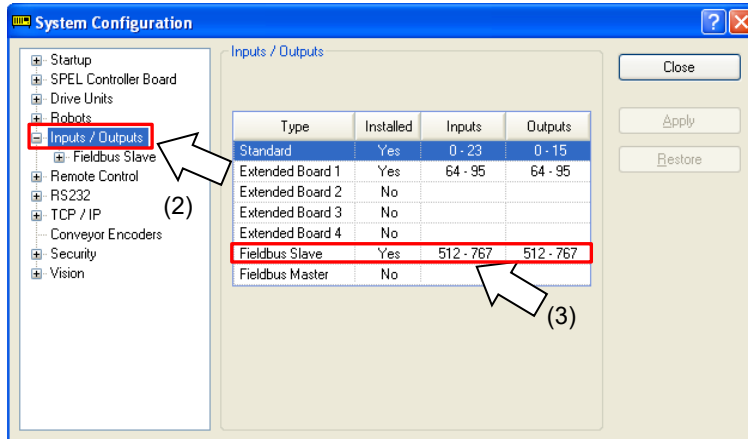 System Configuration
Startup
SPEL Controller Board
Drive Units
Robots
Inputs / Outputs
Fieldbus Slave
Remote Control
RS232
TCP / IP
Conveyor Encoders
Security
Vision
(2)
Inputs / Outputs
Type Installed Inputs Outputs
Standard Yes 0 - 23 0 - 15
Extended Board 1 Yes 64 - 95 64 - 95
Extended Board 2 No
Extended Board 3 No
Extended Board 4 No
Fieldbus Slave Yes 512 - 767 512 - 767
Fieldbus Master No
(3)
Close
Apply
Restore